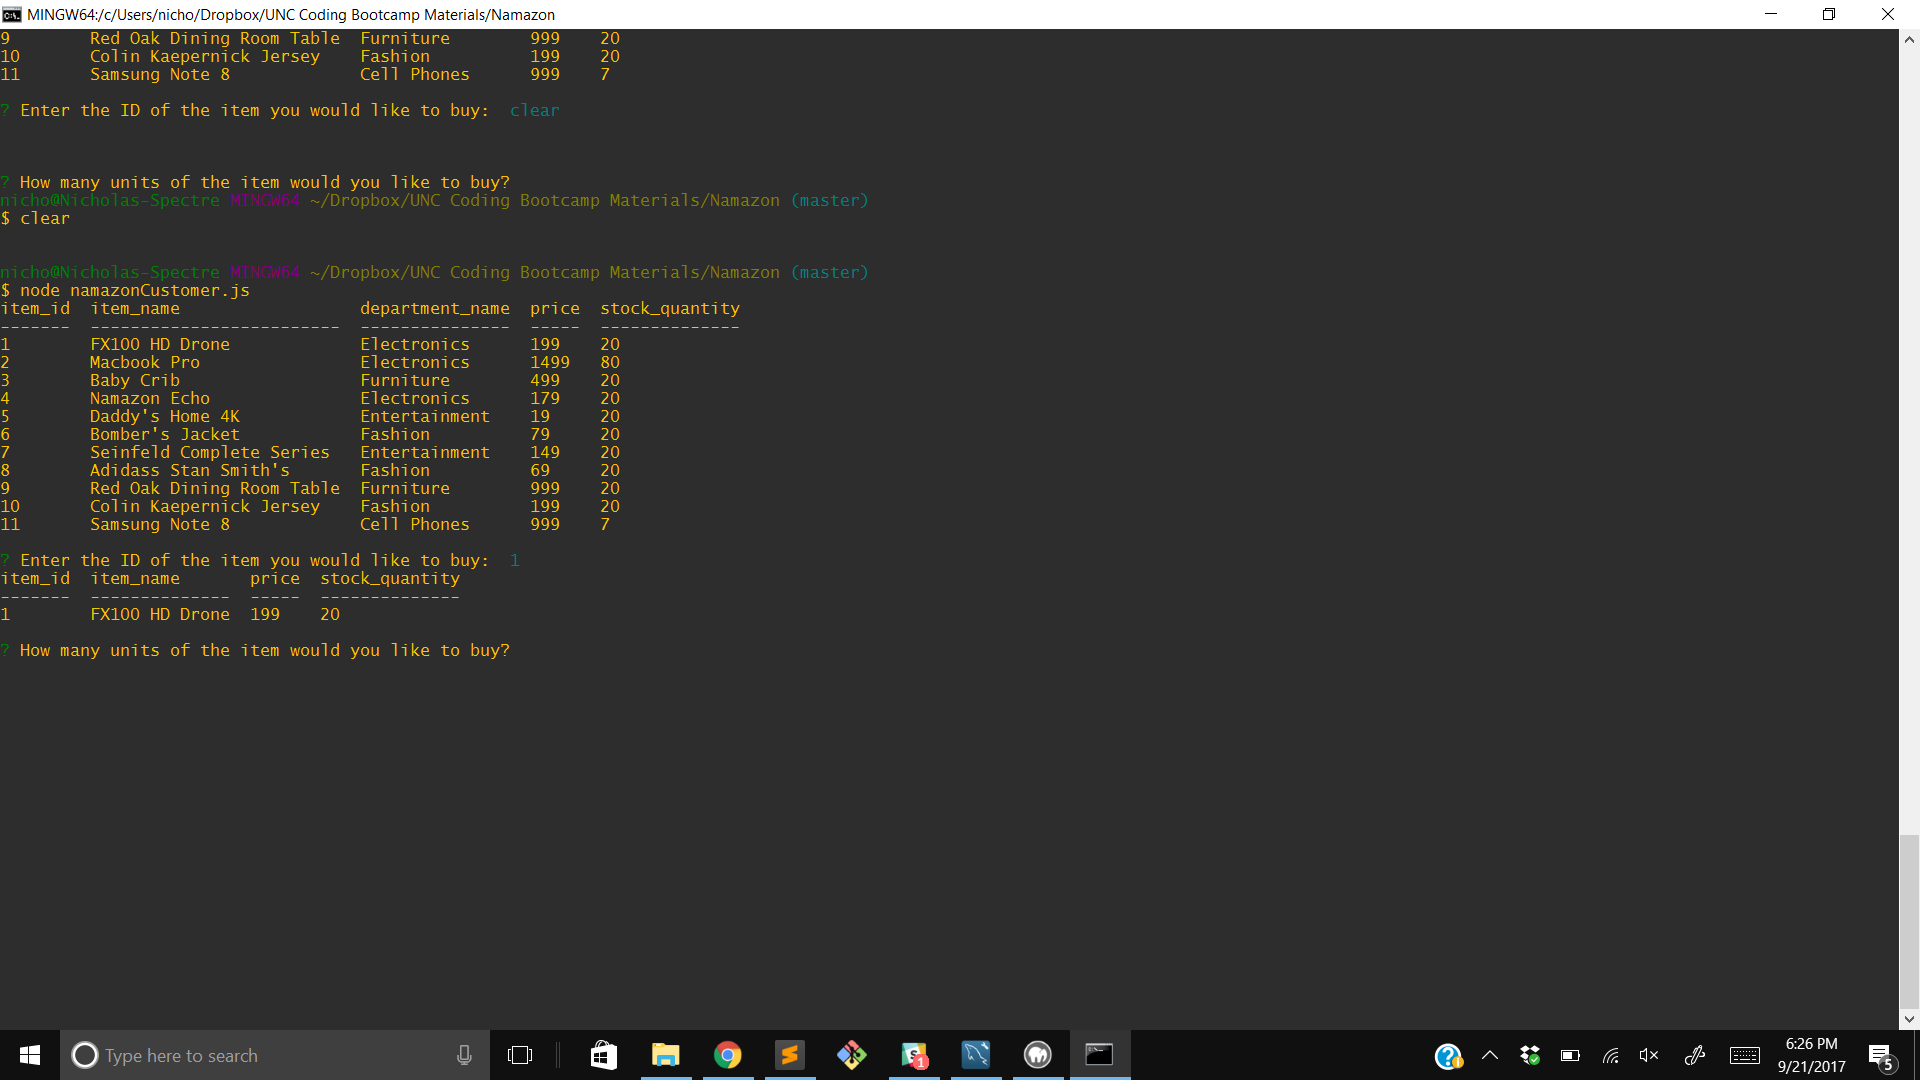 MINGW64:/c/Users/nicho/Dropbox/UNC Coding Bootcamp Materials/Namazon
9 Red Oak Dining Room Table Furniture 999 20
10 Colin Kaepernick Jersey Fashion 199 20
11 Samsung Note 8 Cell Phones 999 7
? Enter the ID of the item you would like to buy: clear
? How many units of the item would you like to buy?
nicho@Nicholas-Spectre MINGW64 ~/Dropbox/UNC Coding Bootcamp Materials/Namazon (master)
$ clear
nicho@Nicholas-Spectre MINGW64 ~/Dropbox/UNC Coding Bootcamp Materials/Namazon (master)
$ node namazonCustomer.js
item_id item_name department_name price stock_quantity
------- ------------------------- --------------- ----- --------------
1 FX100 HD Drone Electronics 199 20
2 Macbook Pro Electronics 1499 80
3 Baby Crib Furniture 499 20
4 Namazon Echo Electronics 179 20
5 Daddy's Home 4K Entertainment 19 20
6 Bomber's Jacket Fashion 79 20
7 Seinfeld Complete Series Entertainment 149 20
8 Adidass Stan Smith's Fashion 69 20
9 Red Oak Dining Room Table Furniture 999 20
10 Colin Kaepernick Jersey Fashion 199 20
11 Samsung Note 8 Cell Phones 999 7
? Enter the ID of the item you would like to buy: 1
item_id item_name price stock_quantity
------- -------------- ----- --------------
1 FX100 HD Drone 199 20
? How many units of the item would you like to buy?
Type here to search
1
6:26 PM
9/21/2017
5